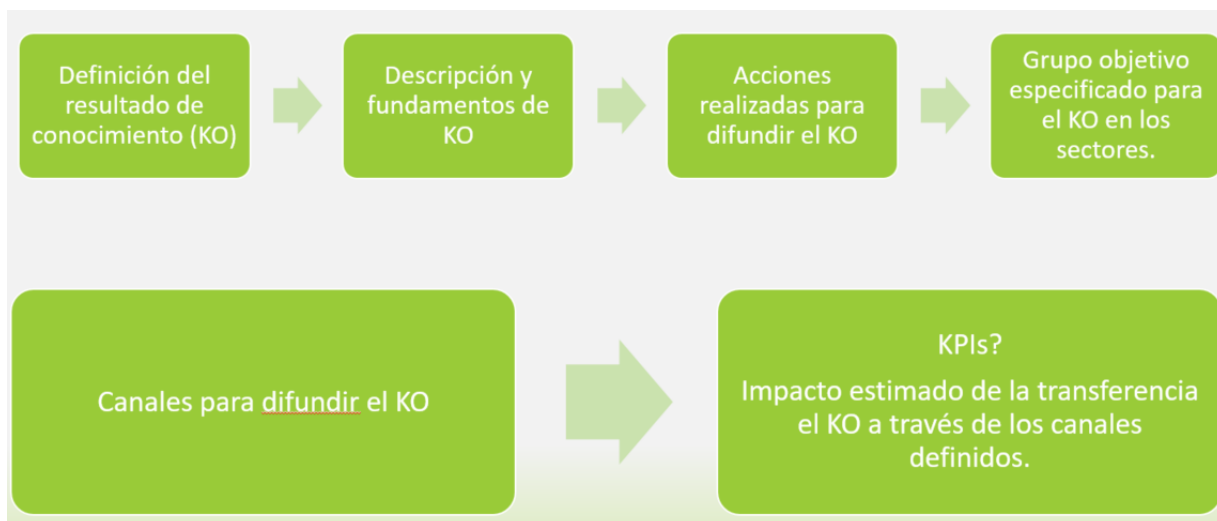 Definición del
resultado de
conocimiento (KO)
Descripción y
fundamentos de
KO
Acciones
realizadas para
difundir el KO
Grupo objetivo
especificado para
el KO en los
sectores.
Canales para difundir el KO
KPIs?
Impacto estimado de la transferencia
el KO a través de los canales
definidos.